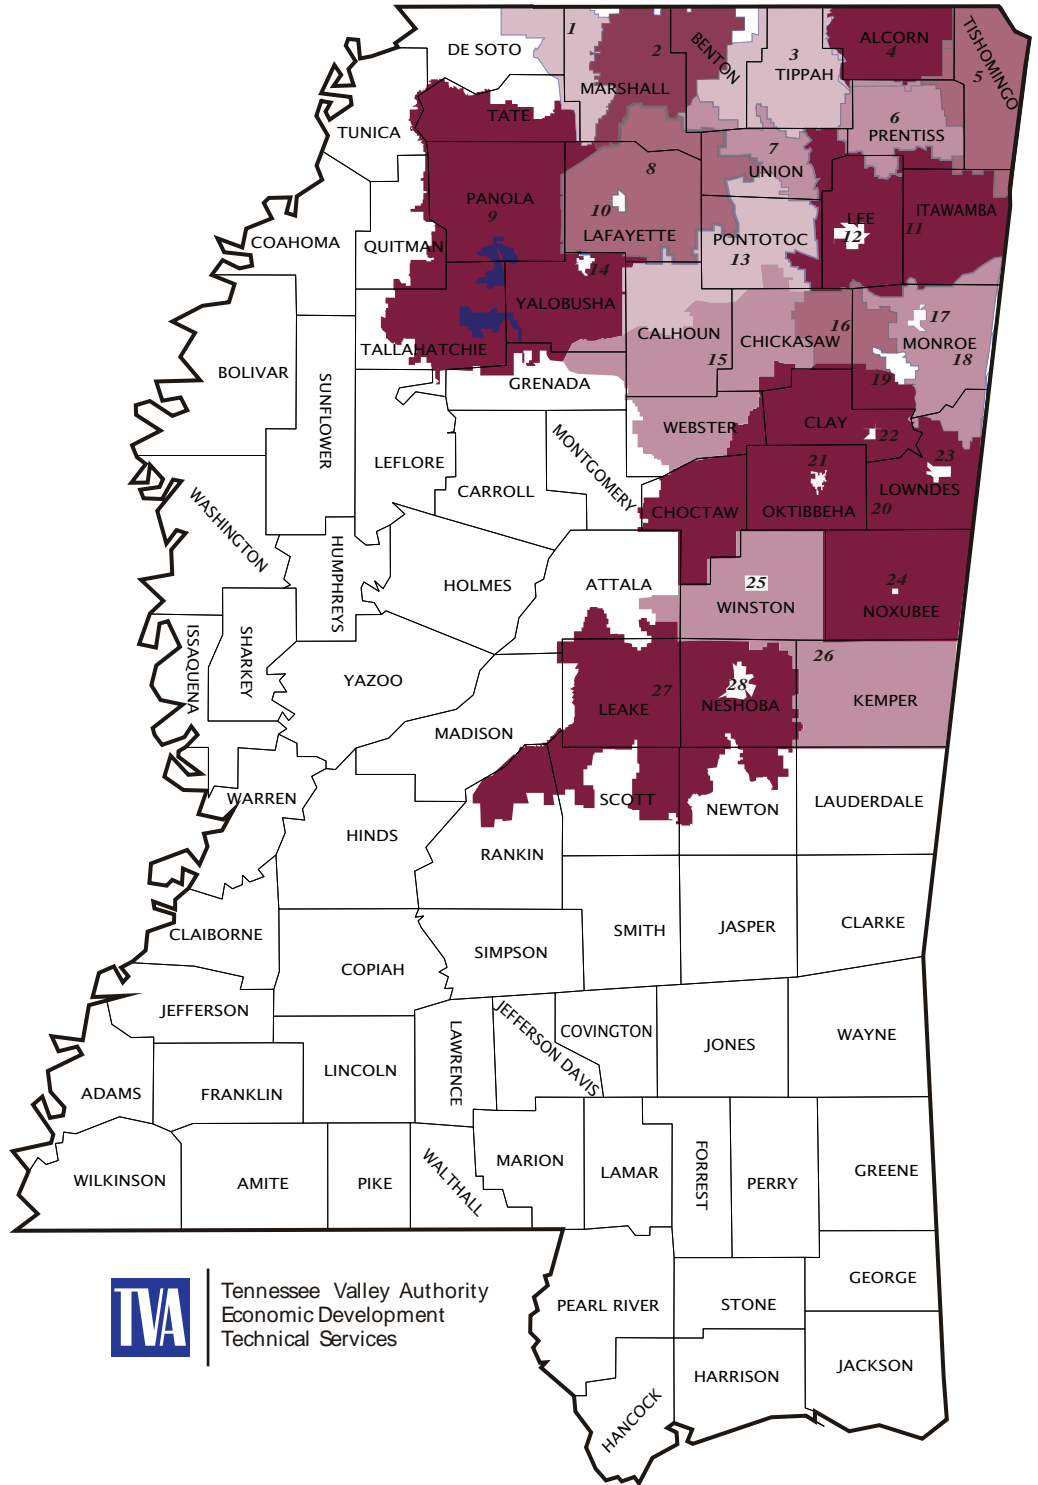 1
DE SOTO
2
BENTON
3
TIPPAH
ALCORN
4
TISHOMINGO
5
MARSHALL
TATE
TUNICA
6
PRENTISS
7
UNION
8
PANOLA
9
10
LAFAYETTE
PONTOTOC
13
LEE
12
ITAWAMBA
11
COAHOMA
QUITMAN
14
YALOBUSHA
TALLAHATCHIE
CALHOUN
15
CHICKASAW
16
17
MONROE
18
BOLIVAR
SUNFLOWER
GRENADA
19
WEBSTER
CLAY
22
LEFLORE
CARROLL
MONTGOMERY
21
23
LOWNDES
CHOCTAW
OKTIBBEHA
20
WASHINGTON
HUMPHREYS
HOLMES
ATTALA
25
WINSTON
24
NOXUBEE
ISSAQUENA
SHARKEY
YAZOO
26
27
LEAKE
28
NESHOBA
KEMPER
MADISON
WARREN
SCOTT
NEWTON
LAUDERDALE
HINDS
RANKIN
CLAIBORNE
COPIAH
SIMPSON
SMITH
JASPER
CLARKE
JEFFERSON
LAWRENCE
JEFFERSON DAVIS
COVINGTON
JONES
WAYNE
ADAMS
FRANKLIN
LINCOLN
WILKINSON
AMITE
PIKE
WALTHALL
MARION
LAMAR
FORREST
PERRY
GREENE
PEARL RIVER
STONE
GEORGE
HANCOCK
HARRISON
JACKSON
TVA
Tennessee Valley Authority
Economic Development
Technical Services